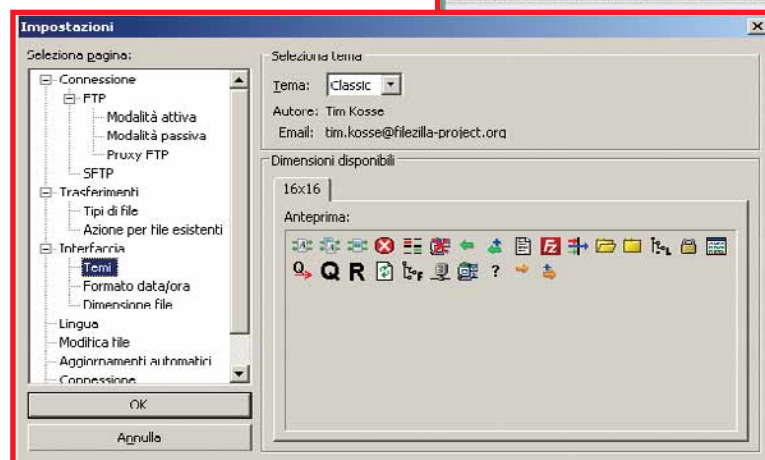 Impostazioni
Seleziona pagina:
Connessione
FTP
Modalità attiva
Modalità passiva
Proxy FTP
SFTP
Trasferimenti
Tipi di file
Azione per file esistenti
Interfaccia
Temi
Formato data/ora
Dimensione file
Lingua
Modifica file
Aggiornamenti automatici
Connessione
OK
Annulla
Seleziona tema
Tema: Classic
Autore: Tim Kosse
Email: tim.kosse@filezilla-project.org
Dimensioni disponibili
16x16
Anteprima: